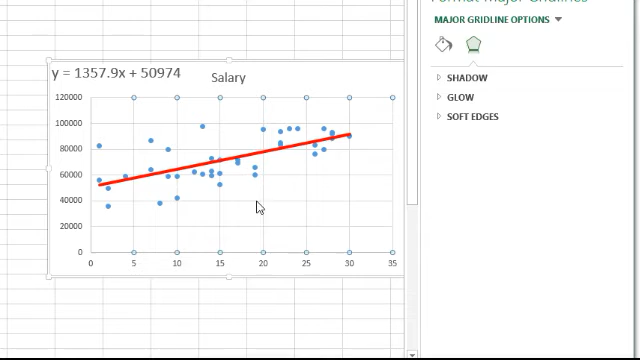 Format Major Gridlines
MAJOR GRIDLINE OPTIONS
SHADOW
GLOW
SOFT EDGES
y = 1357.9x + 50974
Salary
120000
100000
80000
60000
40000
20000
0
0 5 10 15 20 25 30 35